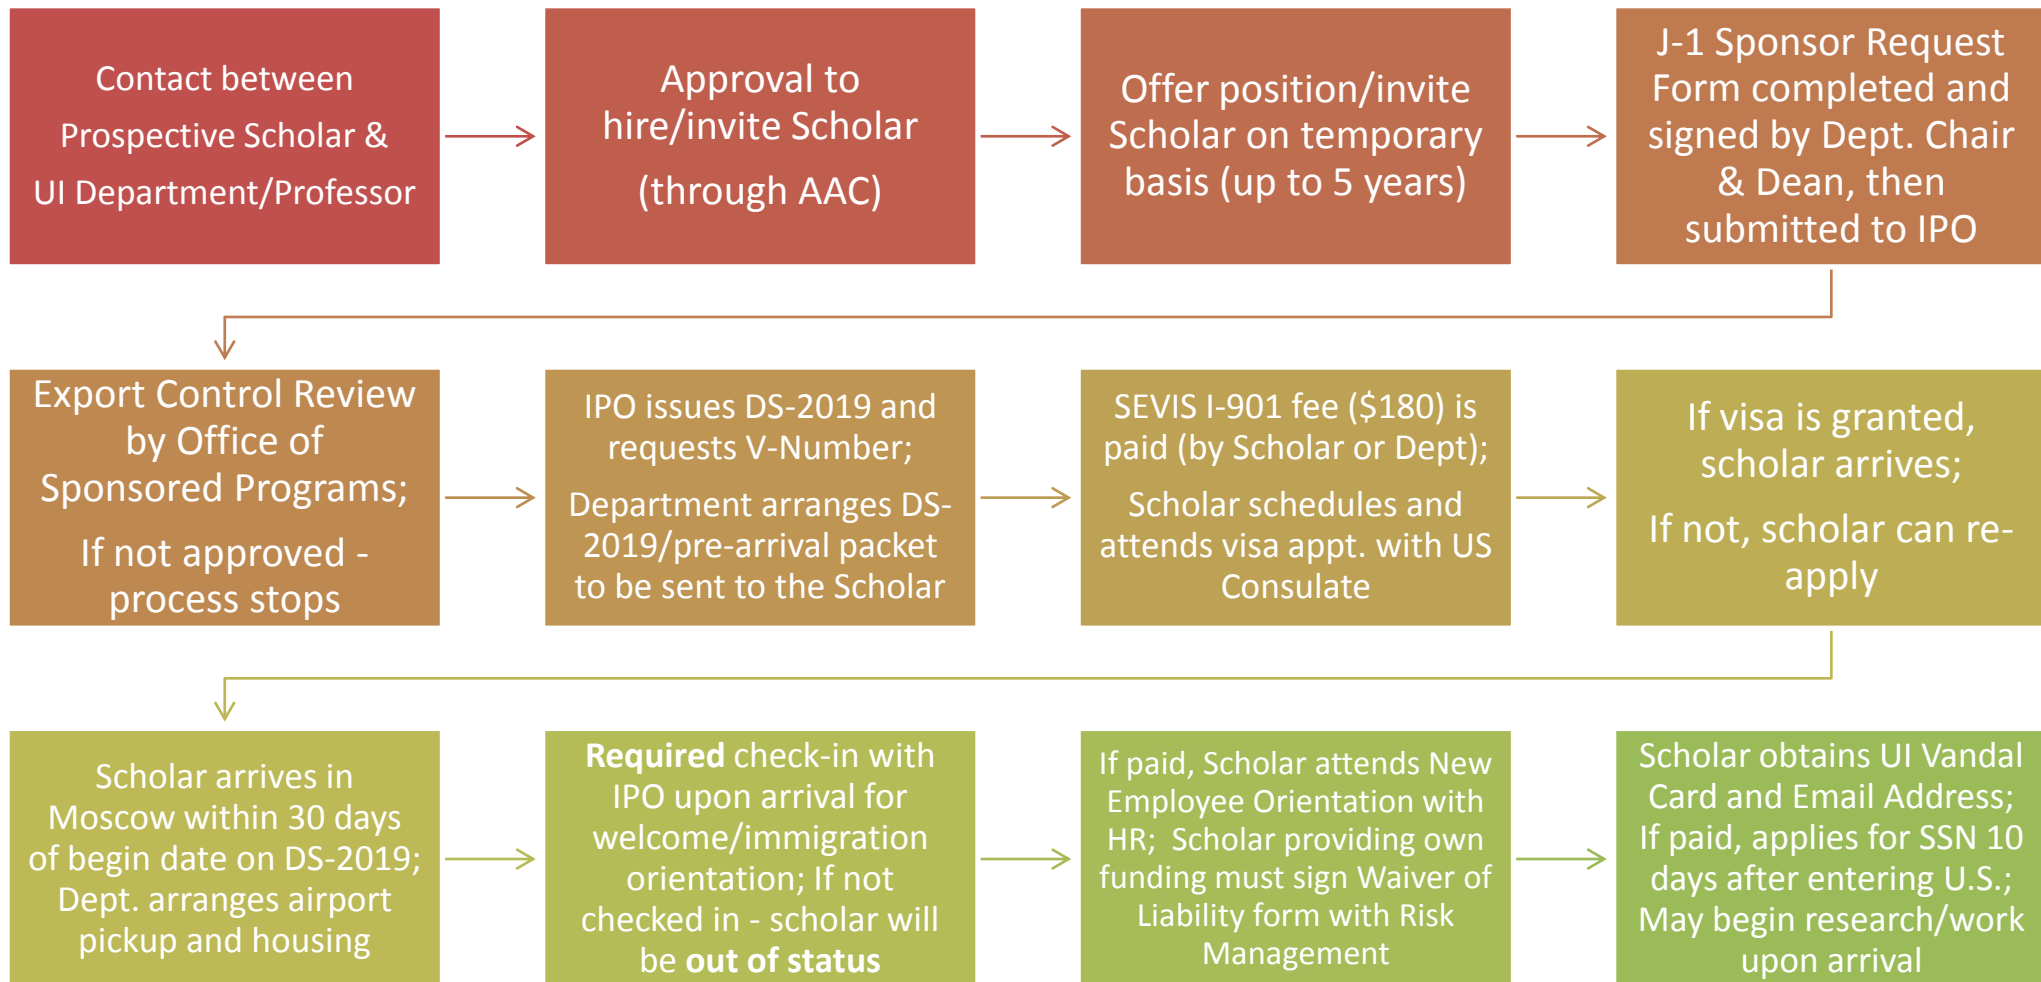 Contact between
Prospective Scholar &
UI Department/Professor
Approval to
hire/invite Scholar
(through AAC)
Offer position/invite
Scholar on temporary
basis (up to 5 years)
J-1 Sponsor Request
Form completed and
signed by Dept. Chair
& Dean, then
submitted to IPO
Export Control Review
by Office of
Sponsored Programs;
If not approved -
process stops
IPO issues DS-2019 and
requests V-Number;
Department arranges DS-
2019/pre-arrival packet
to be sent to the Scholar
SEVIS I-901 fee ($180) is
paid (by Scholar or Dept);
Scholar schedules and
attends visa appt. with US
Consulate
If visa is granted,
scholar arrives;
If not, scholar can re-
apply
Scholar arrives in
Moscow within 30 days
of begin date on DS-2019;
Dept. arranges airport
pickup and housing
Required check-in with
IPO upon arrival for
welcome/immigration
orientation; If not
checked in - scholar will
be out of status
If paid, Scholar attends New
Employee Orientation with
HR;  Scholar providing own
funding must sign Waiver of
Liability form with Risk
Management
Scholar obtains UI Vandal
Card and Email Address;
If paid, applies for SSN 10
days after entering U.S.;
May begin research/work
upon arrival